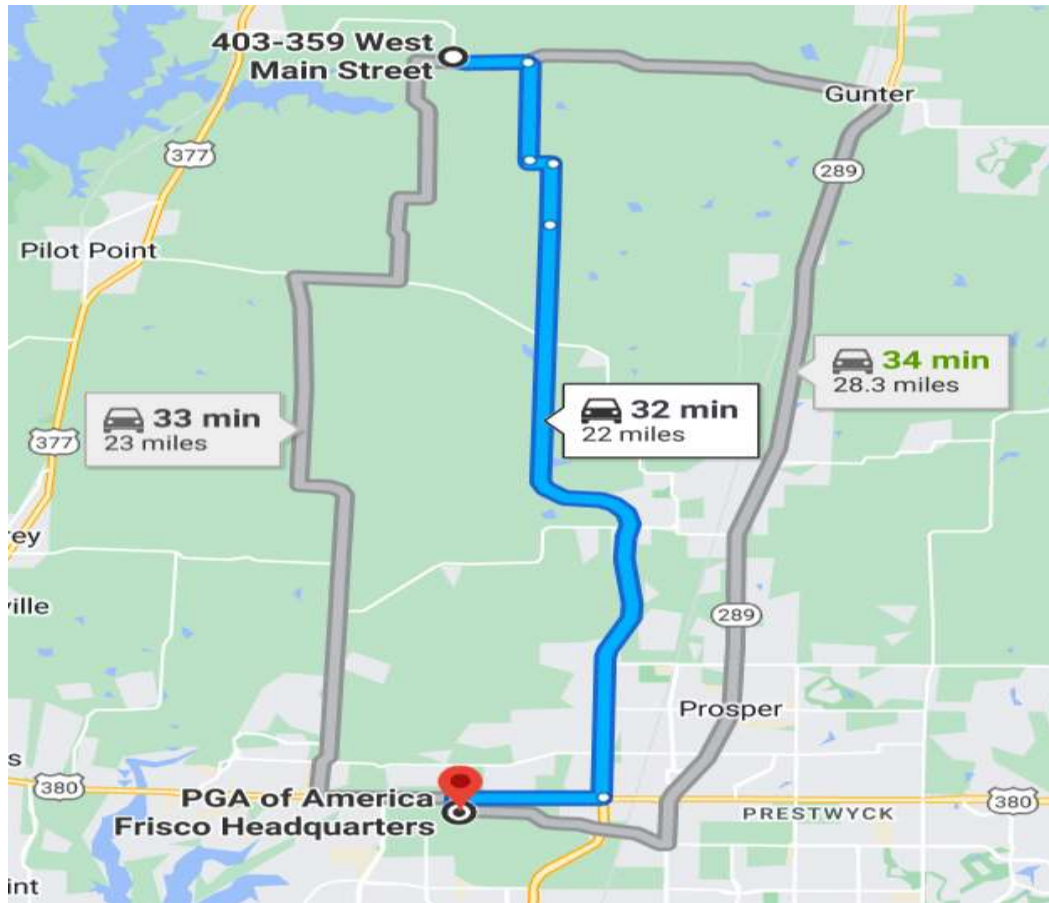 403-359 West
Main Street
Gunter
377
289
Pilot Point
34 min
28.3 miles
33 min
23 miles
32 min
22 miles
377
rey
ville
289
Prosper
s
380
PGA of America
Frisco Headquarters
380
PRESTWYCK
int